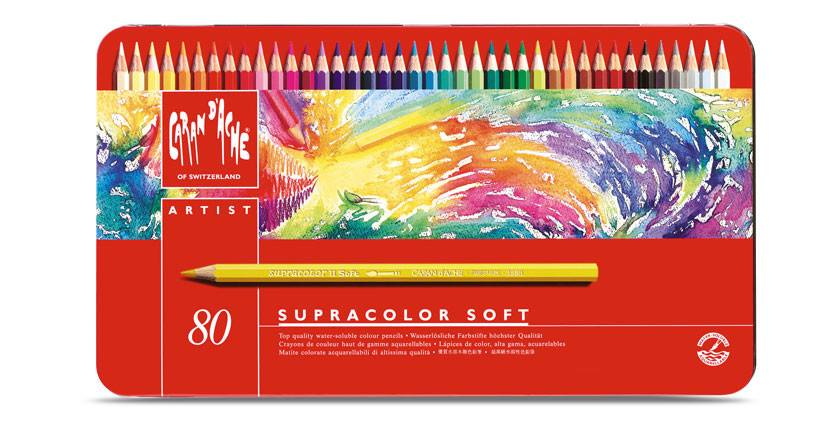 CARAN D'ACHE®
OF SWITZERLAND
ARTIST
supracolor II Soft CARAN D'ACHE
80
SUPRACOLOR SOFT
Top quality water-soluble colour pencils • Wasserlösliche Farbstifte höchster Qualität
Crayons de couleur haut de gamme aquarellables • Lápices de color, alta gama, acuarelables
Matite colorate acquarellabili di altissima qualità •